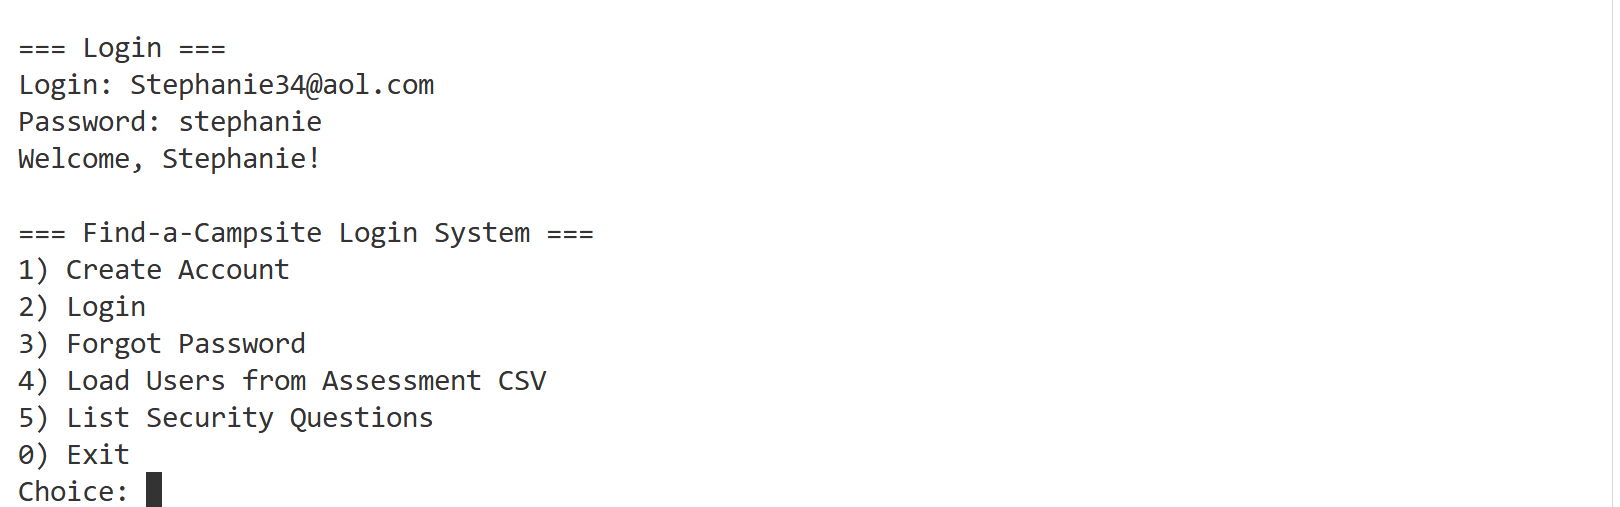 === Login ===
Login: Stephanie34@aol.com
Password: stephanie
Welcome, Stephanie!
=== Find-a-Campsite Login System ===
1) Create Account
2) Login
3) Forgot Password
4) Load Users from Assessment CSV
5) List Security Questions
0) Exit
Choice: